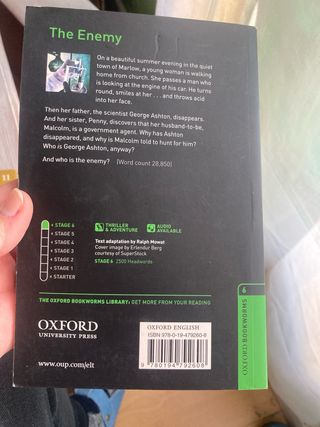 The Enemy
On a beautiful summer evening in the quiet
town of Marlow, a young woman is walking
home from church. She passes a man who
is looking at the engine of his car. He turns
round, smiles at her . . . and throws acid
into her face.
Then her father, the scientist George Ashton, disappears.
And her sister, Penny, discovers that her husband-to-be,
Malcolm, is a government agent. Why has Ashton
disappeared, and why is Malcolm told to hunt for him?
Who is George Ashton, anyway?
And who is the enemy? (Word count 28,850)
STAGE 6
STAGE 5
STAGE 4
STAGE 3
STAGE 2
STAGE 1
STARTER
THRILLER & ADVENTURE
AUDIO AVAILABLE
Text adaptation by Ralph Mowat
Cover image by Erlendur Berg
courtesy of SuperStock
STAGE 6 2500 Headwords
THE OXFORD BOOKWORMS LIBRARY: GET MORE FROM YOUR READING
6
OXFORD BOOKWORMS
OXFORD
UNIVERSITY PRESS
www.oup.com/elt
OXFORD ENGLISH
ISBN 978-0-19-479260-8
9 780194 792608